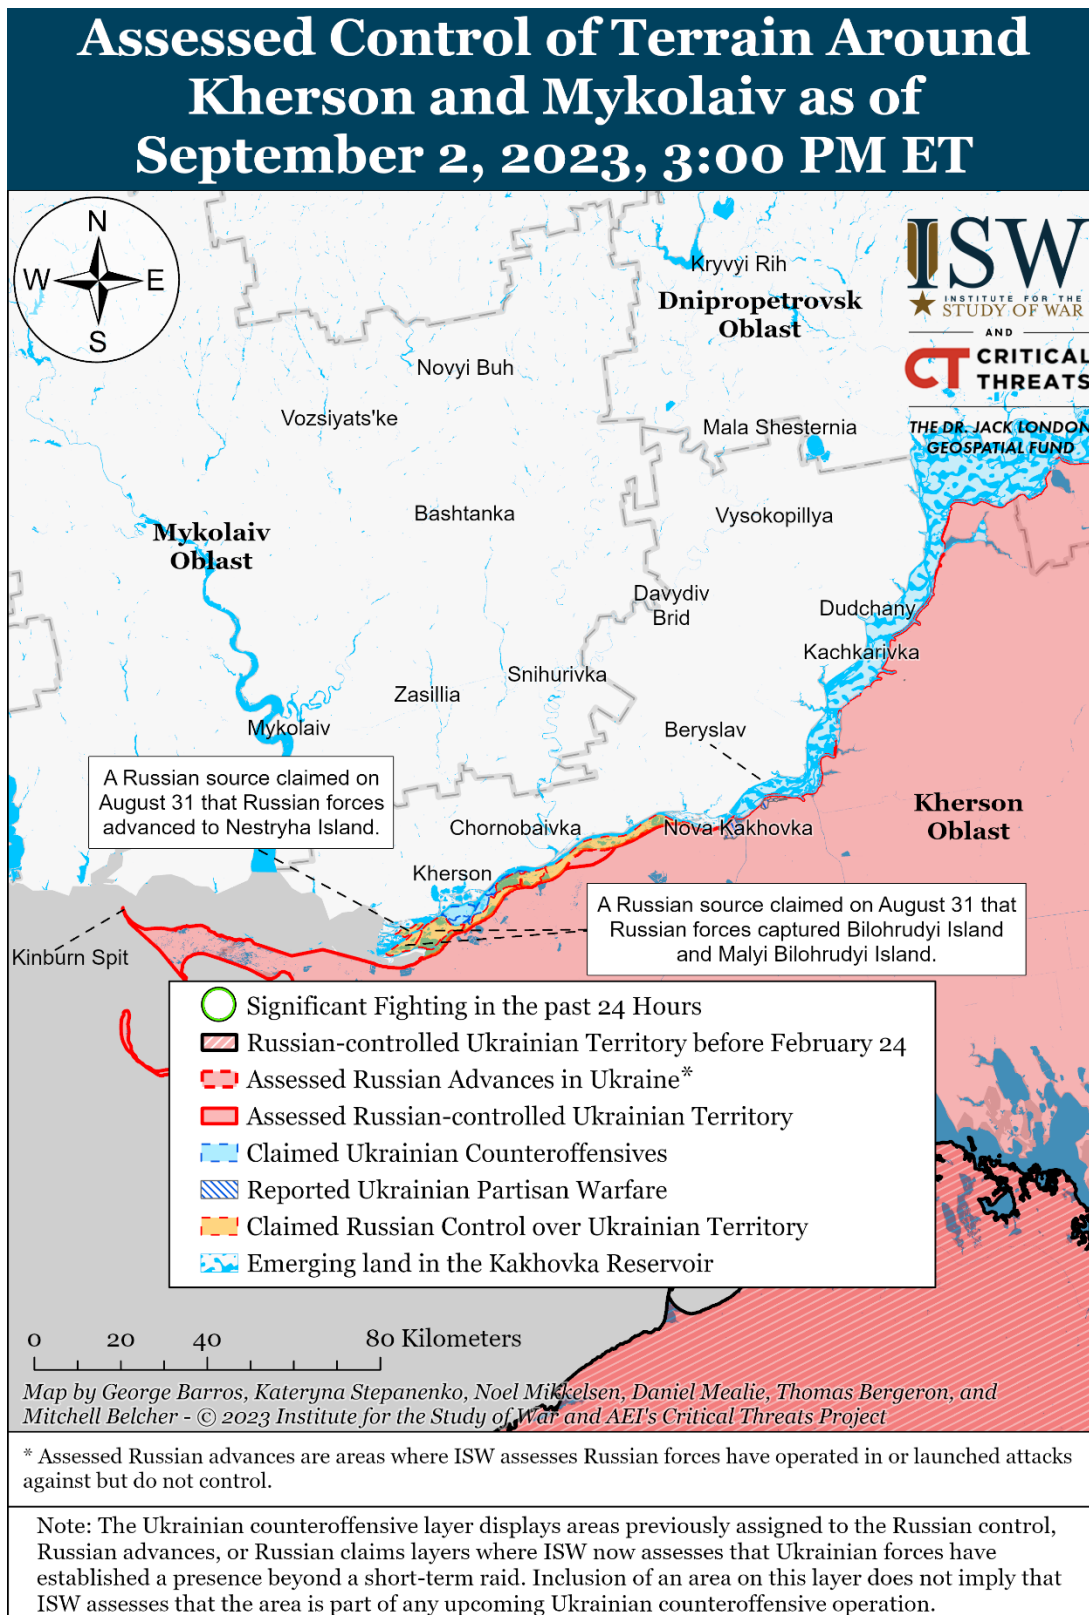 Assessed Control of Terrain Around
Kherson and Mykolaiv as of
September 2, 2023, 3:00 PM ET
N
W E
S
ISW
INSTITUTE FOR THE
STUDY OF WAR
AND
CT CRITICAL
THREATS
THE DR. JACK LONDON
GEOSPATIAL FUND
Kryvyi Rih
Dnipropetrovsk
Oblast
Novyi Buh
Vozsiyats'ke
Mala Shesternia
Bashtanka
Vysokopillya
Mykolaiv
Oblast
Davydiv
Brid
Dudchany
Kachkarivka
Snihurivka
Zasillia
Mykolaiv
Beryslav
A Russian source claimed on
August 31 that Russian forces
advanced to Nestryha Island.
Kherson
Oblast
Chornobaivka
Nova Kakhovka
Kherson
A Russian source claimed on August 31 that
Russian forces captured Bilohrudyi Island
and Malyi Bilohrudyi Island.
Kinburn Spit
Significant Fighting in the past 24 Hours
Russian-controlled Ukrainian Territory before February 24
Assessed Russian Advances in Ukraine*
Assessed Russian-controlled Ukrainian Territory
Claimed Ukrainian Counteroffensives
Reported Ukrainian Partisan Warfare
Claimed Russian Control over Ukrainian Territory
Emerging land in the Kakhovka Reservoir
0 20 40 80 Kilometers
Map by George Barros, Kateryna Stepanenko, Noel Mikkelsen, Daniel Mealie, Thomas Bergeron, and
Mitchell Belcher - © 2023 Institute for the Study of War and AEI's Critical Threats Project
* Assessed Russian advances are areas where ISW assesses Russian forces have operated in or launched attacks
against but do not control.
Note: The Ukrainian counteroffensive layer displays areas previously assigned to the Russian control,
Russian advances, or Russian claims layers where ISW now assesses that Ukrainian forces have
established a presence beyond a short-term raid. Inclusion of an area on this layer does not imply that
ISW assesses that the area is part of any upcoming Ukrainian counteroffensive operation.